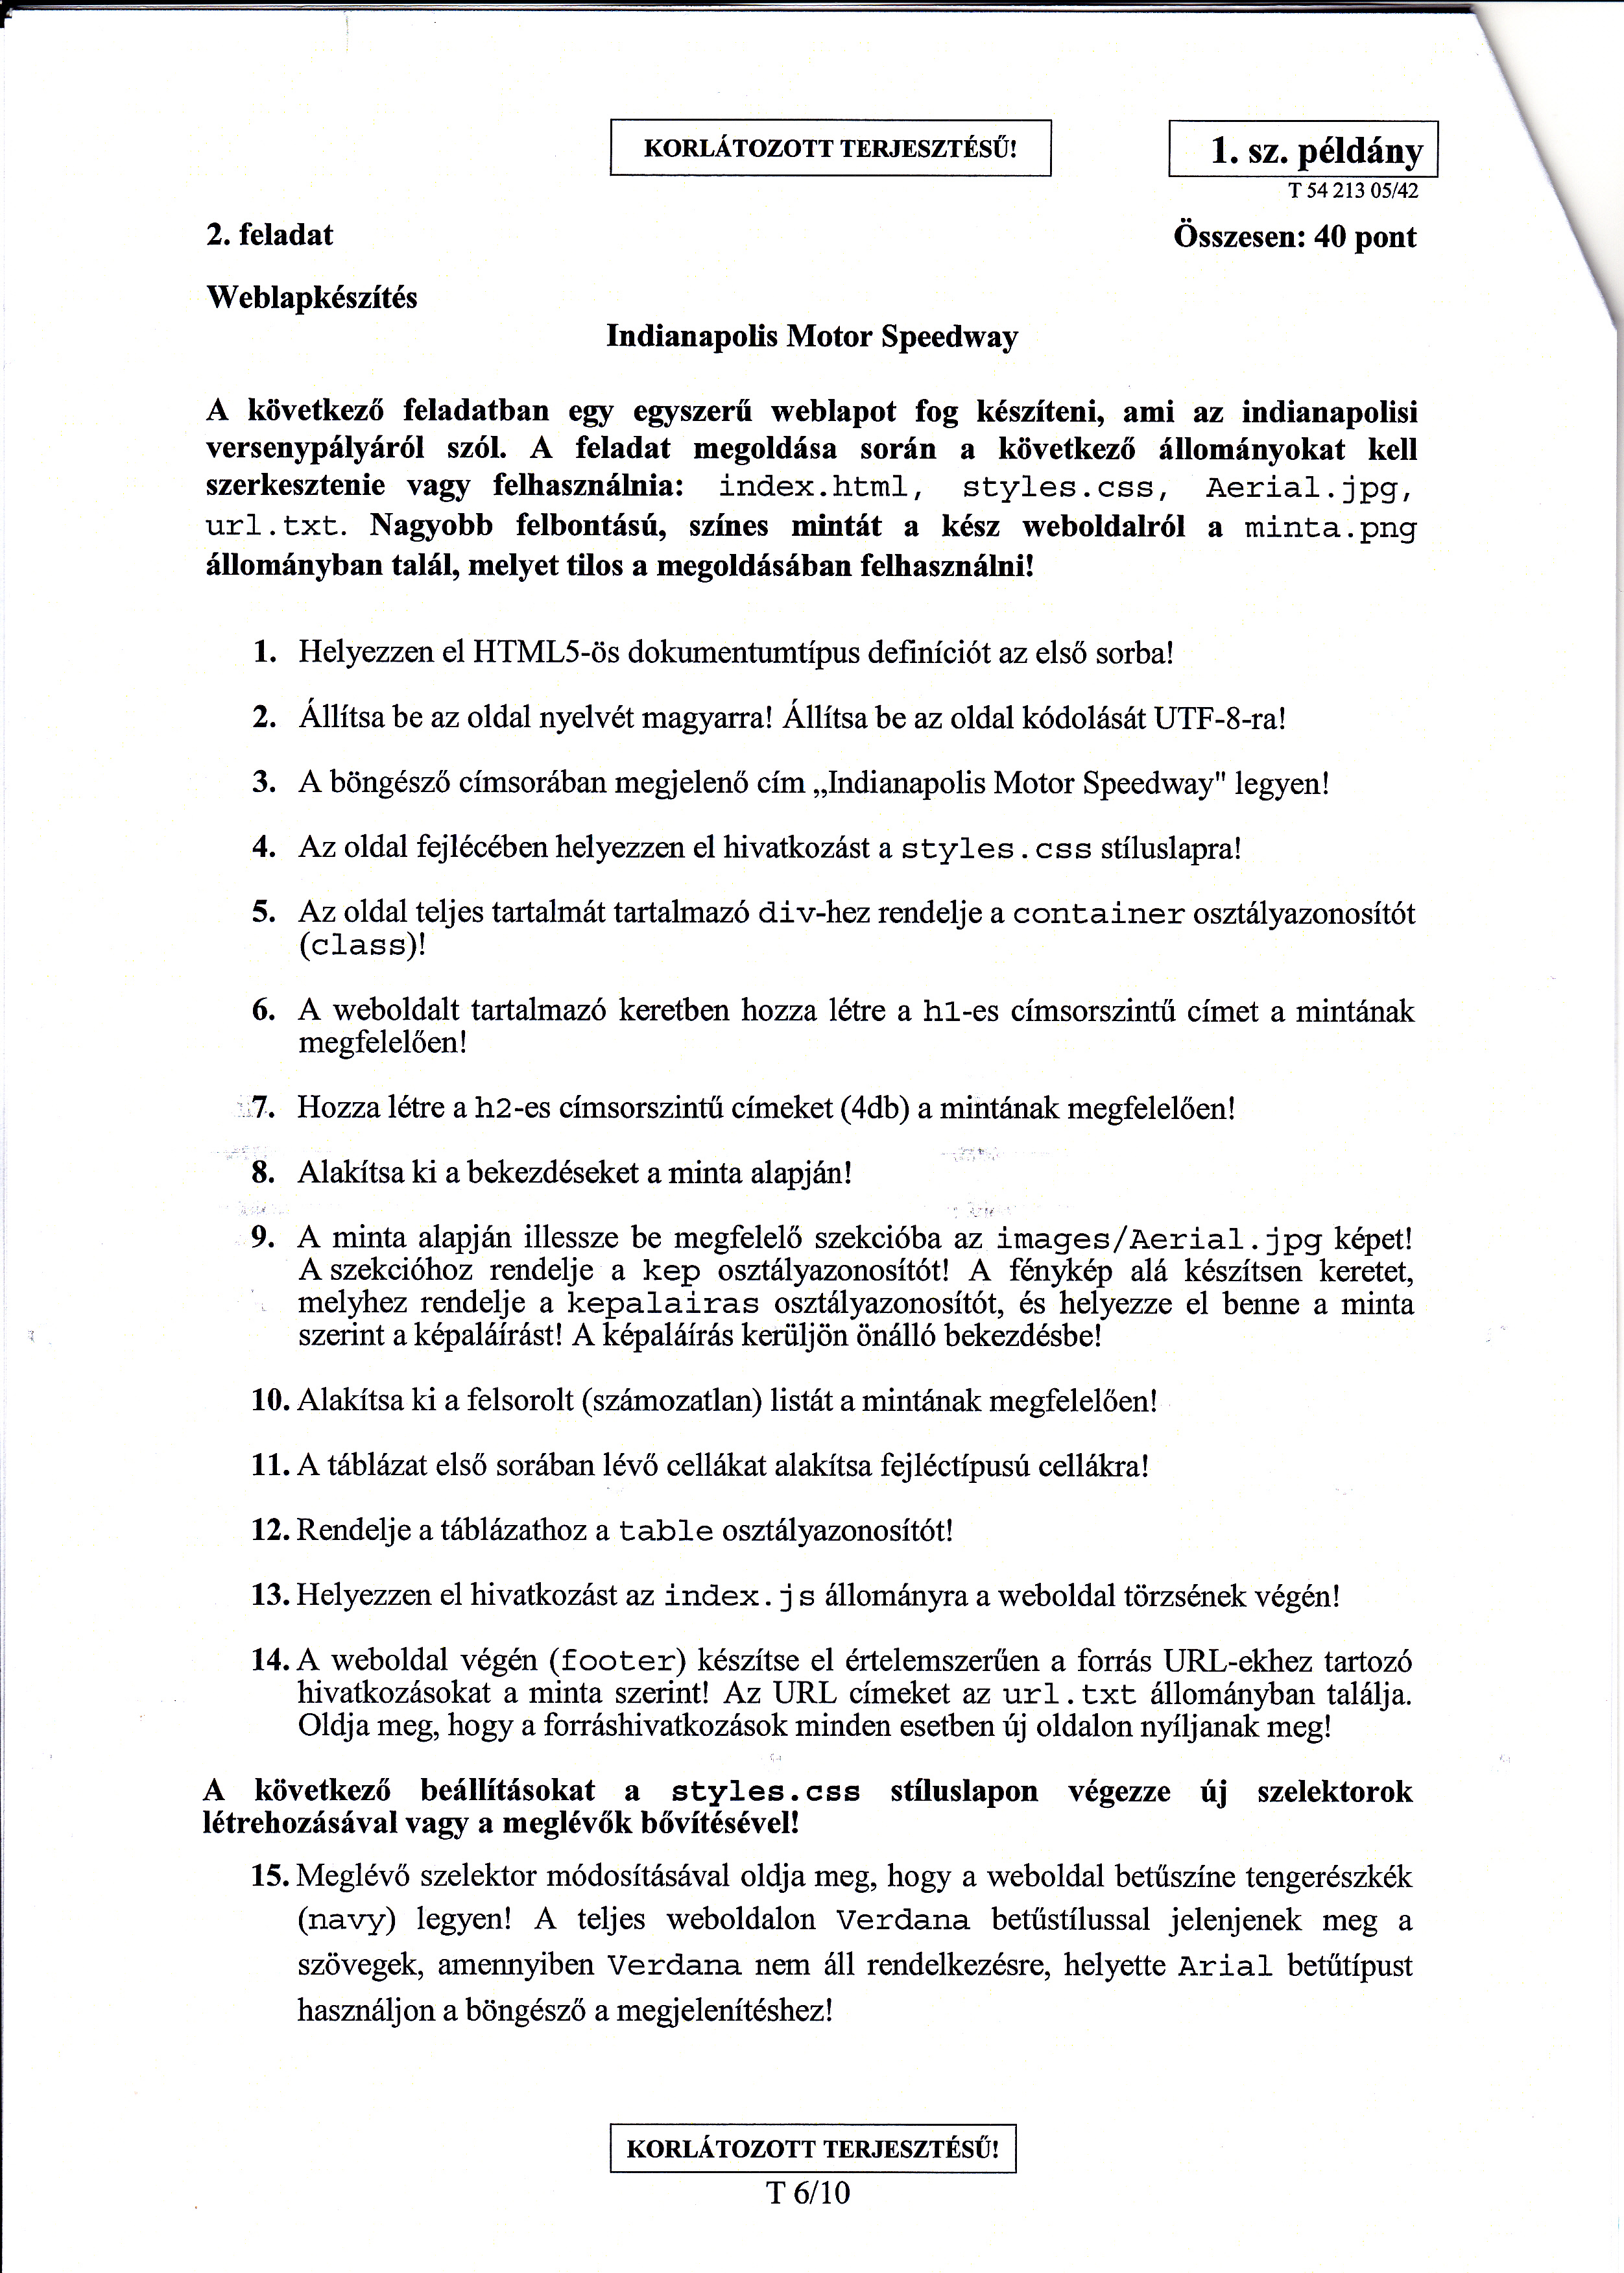 KORLÁTOZOTT TERJESZTÉSŰ!
1. sz. példány
T 54 213 05/42
2. feladat
Összesen: 40 pont
Weblapkészítés
Indianapolis Motor Speedway
A következő feladatban egy egyszerű weblapot fog készíteni, ami az indianapolisi
versenypályáról szól. A feladat megoldása során a következő állományokat kell
szerkesztenie vagy felhasználnia: index.html, styles.css, Aerial.jpg,
url.txt. Nagyobb felbontású, színes mintát a kész weboldalról a minta.png
állományban talál, melyet tilos a megoldásában felhasználni!
1. Helyezzen el HTML5-ös dokumentumtípus definíciót az első sorba!
2. Állítsa be az oldal nyelvét magyarra! Állítsa be az oldal kódolását UTF-8-ra!
3. A böngésző címsorában megjelenő cím „Indianapolis Motor Speedway" legyen!
4. Az oldal fejlécében helyezzen el hivatkozást a styles.css stíluslapra!
5. Az oldal teljes tartalmát tartalmazó div-hez rendelje a container osztályazonosítót
(class)!
6. A weboldalt tartalmazó keretben hozza létre a h1-es címsorszintű címet a mintának
megfelelően!
7. Hozza létre a h2-es címsorszintű címeket (4db) a mintának megfelelően!
8. Alakítsa ki a bekezdéseket a minta alapján!
9. A minta alapján illessze be megfelelő szekcióba az images/Aerial.jpg képet!
A szekcióhoz rendelje a kep osztályazonosítót! A fénykép alá készítsen keretet,
melyhez rendelje a kepalairas osztályazonosítót, és helyezze el benne a minta
szerint a képaláírást! A képaláírás kerüljön önálló bekezdésbe!
10. Alakítsa ki a felsorolt (számozatlan) listát a mintának megfelelően!
11. A táblázat első sorában lévő cellákat alakítsa fejléctípusú cellákra!
12. Rendelje a táblázathoz a table osztályazonosítót!
13. Helyezzen el hivatkozást az index.js állományra a weboldal törzsének végén!
14. A weboldal végén (footer) készítse el értelemszerűen a forrás URL-ekhez tartozó
hivatkozásokat a minta szerint! Az URL címeket az url.txt állományban találja.
Oldja meg, hogy a forráshivatkozások minden esetben új oldalon nyíljanak meg!
A következő beállításokat a styles.css stíluslapon végezze új szelektorok
létrehozásával vagy a meglévők bővítésével!
15. Meglévő szelektor módosításával oldja meg, hogy a weboldal betűszíne tengerészkék
(navy) legyen! A teljes weboldalon Verdana betűstílussal jelenjenek meg a
szövegek, amennyiben Verdana nem áll rendelkezésre, helyette Arial betűtípust
használjon a böngésző a megjelenítéshez!
KORLÁTOZOTT TERJESZTÉSŰ!
T 6/10